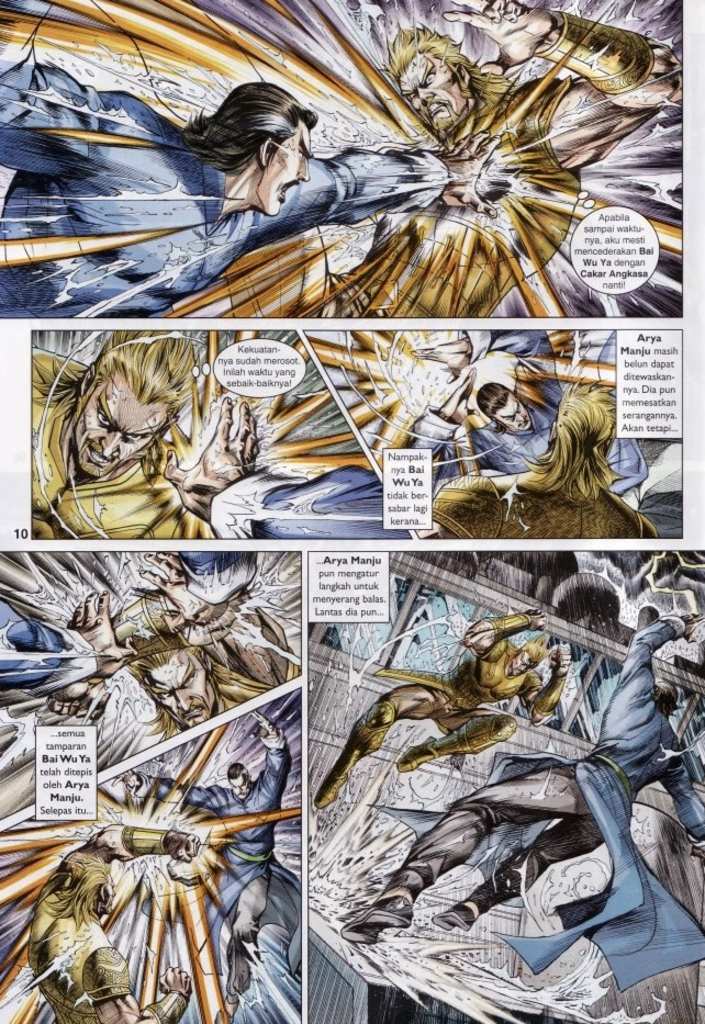 Apabila
sampai waktu-
nya, aku mesti
mencederakan Bai
Wu Ya dengan
Cakar Angkasa
nanti!
Kekuatan-
nya sudah merosot.
Inilah waktu yang
sebaik-baiknya!
Arya
Manju masih
belun dapat
ditewaskan-
nya. Dia pun
memesatkan
serangannya.
Akan tetapi...
Nampak-
nya Bai
Wu Ya
tidak ber-
sabar lagi
kerana...
10
...semua
tamparan
Bai Wu Ya
telah ditepis
oleh Arya
Manju.
Selepas itu...
...Arya Manju
pun mengatur
langkah untuk
menyerang balas.
Lantas dia pun...